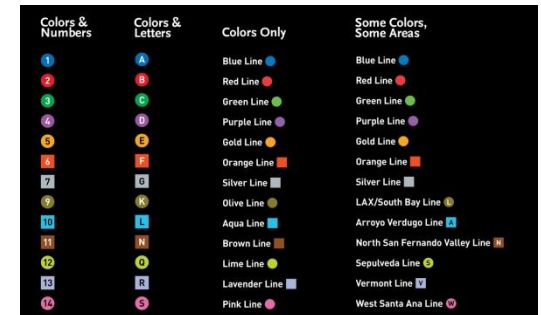 Colors & Numbers
Colors & Letters
Colors Only
Some Colors, Some Areas
1 A Blue Line Blue Line
2 B Red Line Red Line
3 C Green Line Green Line
4 D Purple Line Purple Line
5 E Gold Line Gold Line
6 F Orange Line Orange Line
7 G Silver Line Silver Line
9 K Olive Line LAX/South Bay Line L
10 L Aqua Line Arroyo Verdugo Line A
11 N Brown Line North San Fernando Valley Line N
12 Q Lime Line Sepulveda Line S
13 R Lavender Line Vermont Line V
14 S Pink Line West Santa Ana Line W